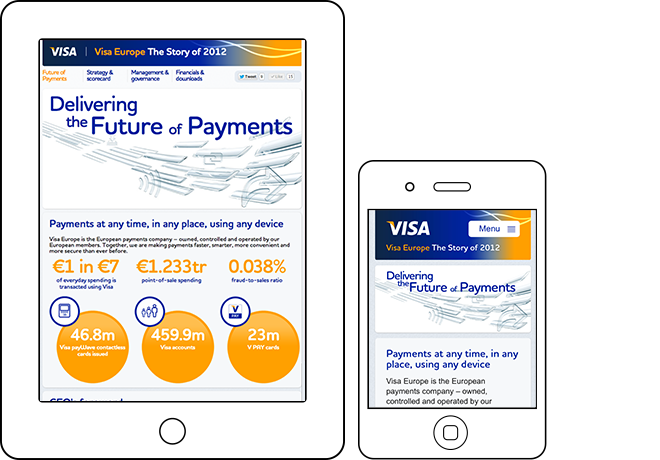 VISA Visa Europe The Story of 2012
Future of Payments
Strategy & scorecard
Management & governance
Financials & downloads
Tweet
Like
Delivering
the Future of Payments
Payments at any time, in any place, using any device
Visa Europe is the European payments company – owned, controlled and operated by our
European members. Together, we are making payments faster, smarter, more convenient and
more secure than ever before.
€1 in €7
of everyday spending is
transacted using Visa
€1.233tr
point-of-sale spending
0.038%
fraud-to-sales ratio
46.8m
Visa payWave contactless
cards issued
459.9m
Visa accounts
V PAY
23m
V PAY cards
VISA
Menu
Visa Europe The Story of 2012
Delivering
the Future of Payments
Payments at any time, in any
place, using any device
Visa Europe is the European
payments company – owned,
controlled and operated by our